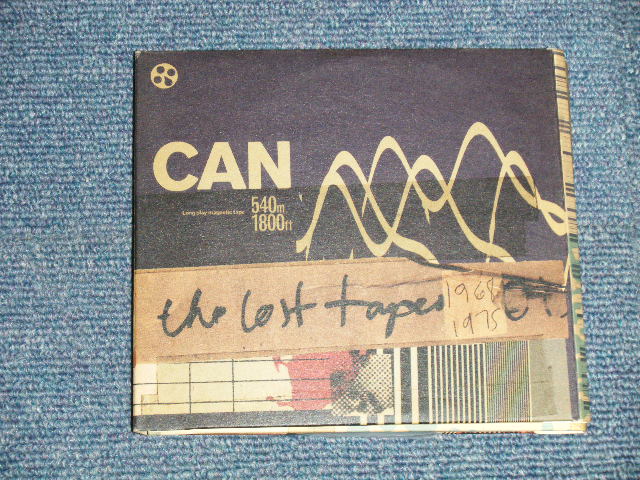 CAN
Long play magnetic tape
540m
1800ft
the lost tapes
1968
1975